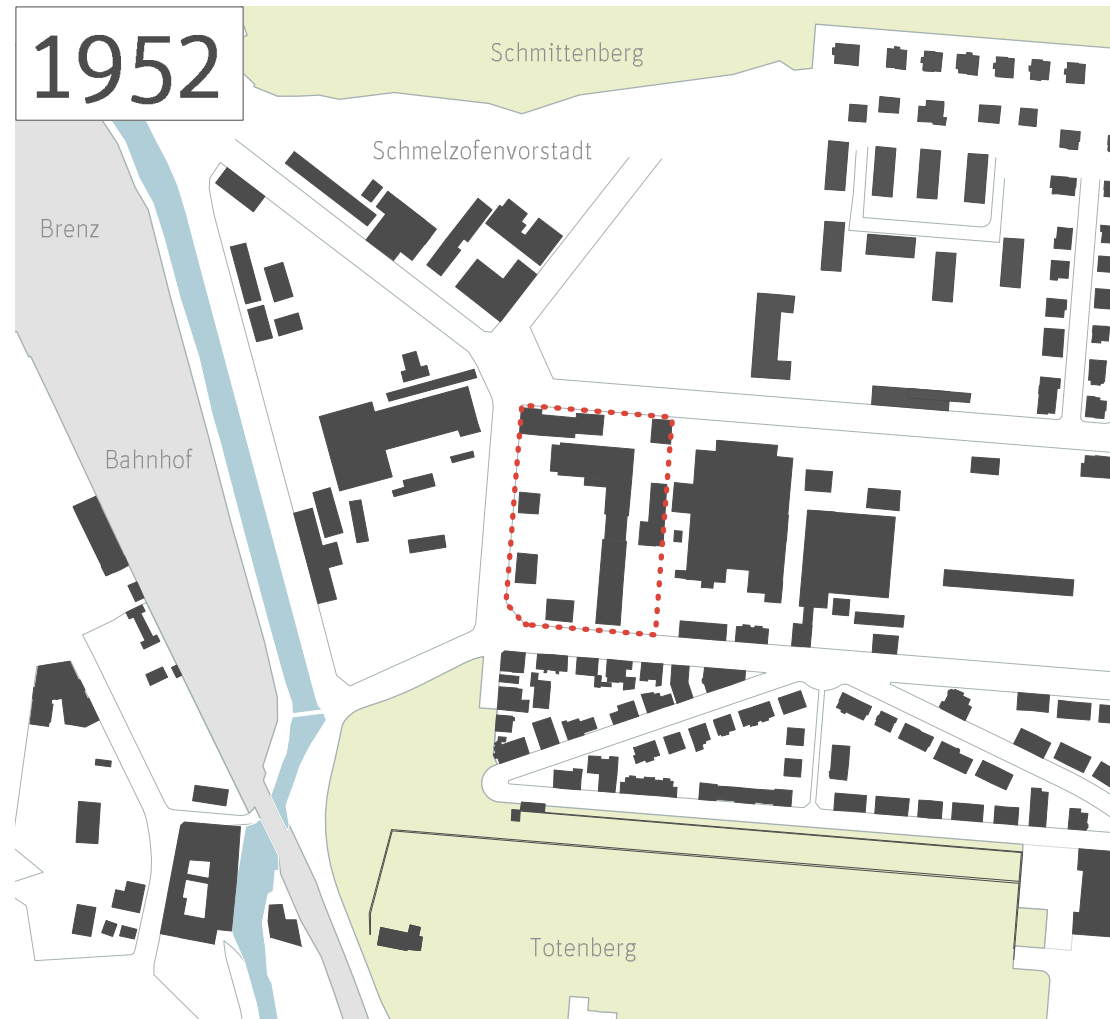 1952
Schmittenberg
Schmelzofenvorstadt
Brenz
Bahnhof
Totenberg